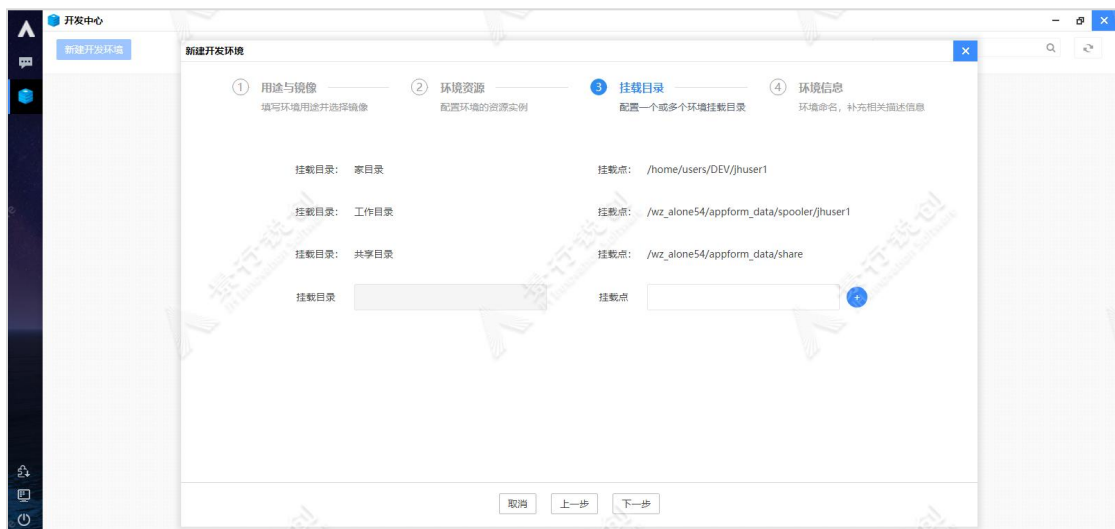 开发中心
新建开发环境
新建开发环境
1 用途与镜像
填写环境用途并选择镜像
2 环境资源
配置环境的资源实例
3 挂载目录
配置一个或多个环境挂载目录
4 环境信息
环境命名，补充相关描述信息
挂载目录： 家目录 挂载点： /home/users/DEV/jhuser1
挂载目录： 工作目录 挂载点： /wz_alone54/appform_data/spooler/jhuser1
挂载目录： 共享目录 挂载点： /wz_alone54/appform_data/share
挂载目录 挂载点
取消 上一步 下一步
景行锐创
Jh Innovation Software